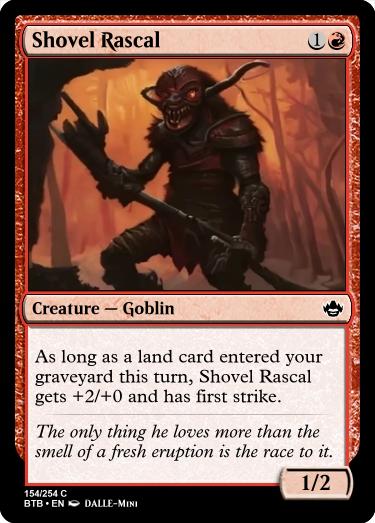 Shovel Rascal 1
Creature — Goblin
As long as a land card entered your
graveyard this turn, Shovel Rascal
gets +2/+0 and has first strike.
The only thing he loves more than the
smell of a fresh eruption is the race to it.
1/2
154/254 C
BTB • EN DALLE-Mini